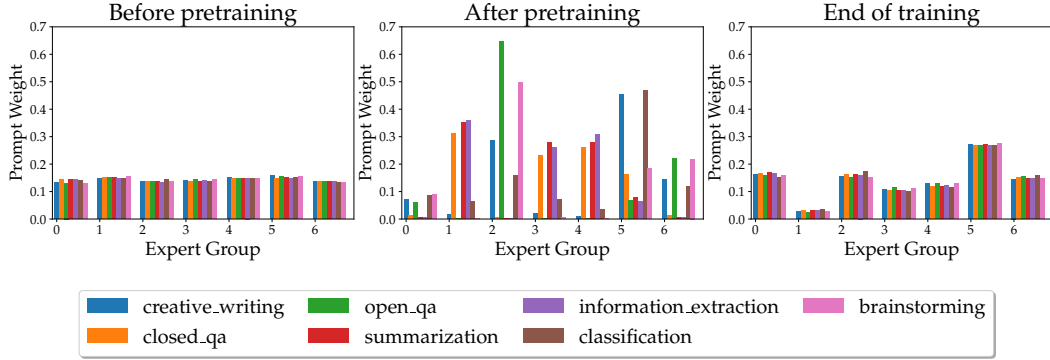 Before pretraining
After pretraining
End of training
Prompt Weight
0.7
0.6
0.5
0.4
0.3
0.2
0.1
0.0
0 1 2 3 4 5 6
Expert Group
Prompt Weight
0.7
0.6
0.5
0.4
0.3
0.2
0.1
0.0
0 1 2 3 4 5 6
Expert Group
Prompt Weight
0.7
0.6
0.5
0.4
0.3
0.2
0.1
0.0
0 1 2 3 4 5 6
Expert Group
creative_writing
open_qa
information_extraction
brainstorming
closed_qa
summarization
classification